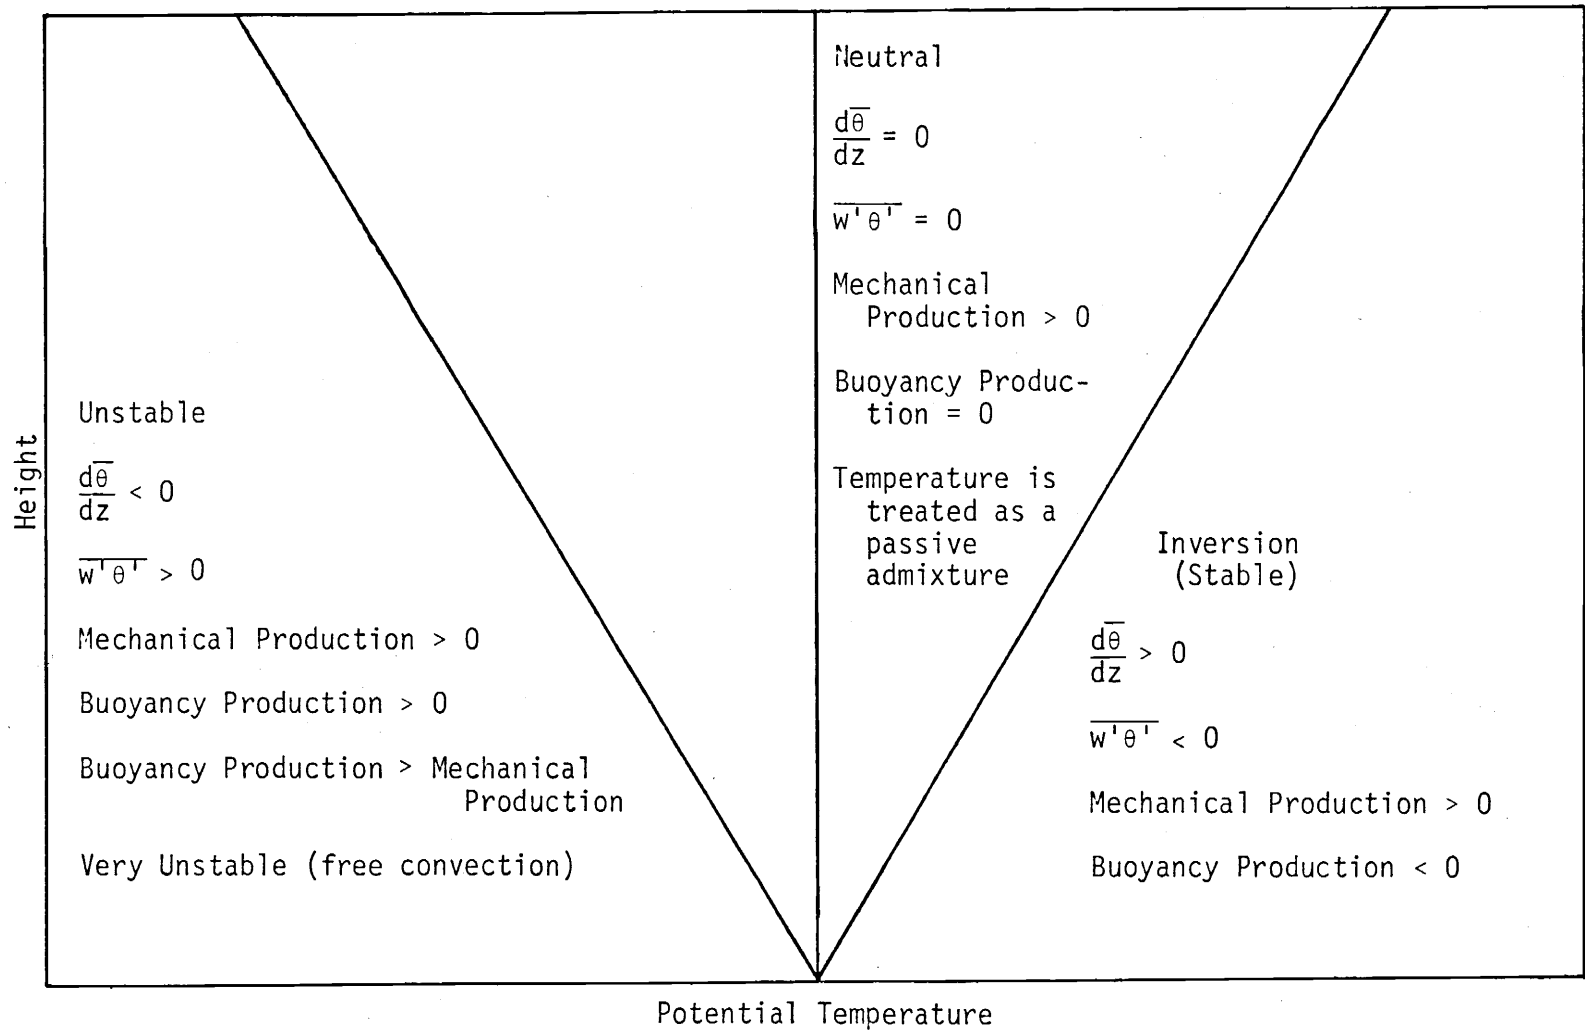 Height
Unstable
dθ̅/dz < 0
w'θ'̅ > 0
Mechanical Production > 0
Buoyancy Production > 0
Buoyancy Production > Mechanical
Production
Very Unstable (free convection)
Neutral
dθ̅/dz = 0
w'θ'̅ = 0
Mechanical
Production > 0
Buoyancy Produc-
tion = 0
Temperature is
treated as a
passive
admixture
Inversion
(Stable)
dθ̅/dz > 0
w'θ'̅ < 0
Mechanical Production > 0
Buoyancy Production < 0
Potential Temperature